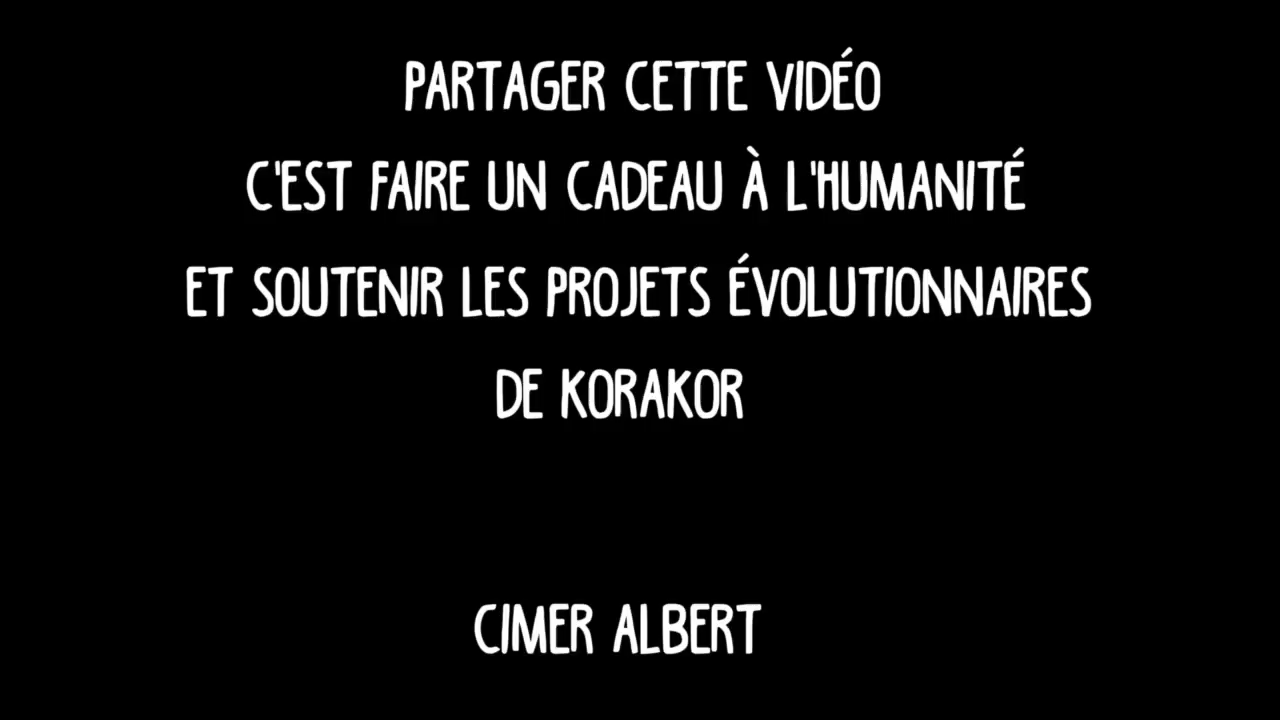 PARTAGER CETTE VIDÉO
C'EST FAIRE UN CADEAU À L'HUMANITÉ
ET SOUTENIR LES PROJETS ÉVOLUTIONNAIRES
DE KORAKOR
CIMER ALBERT